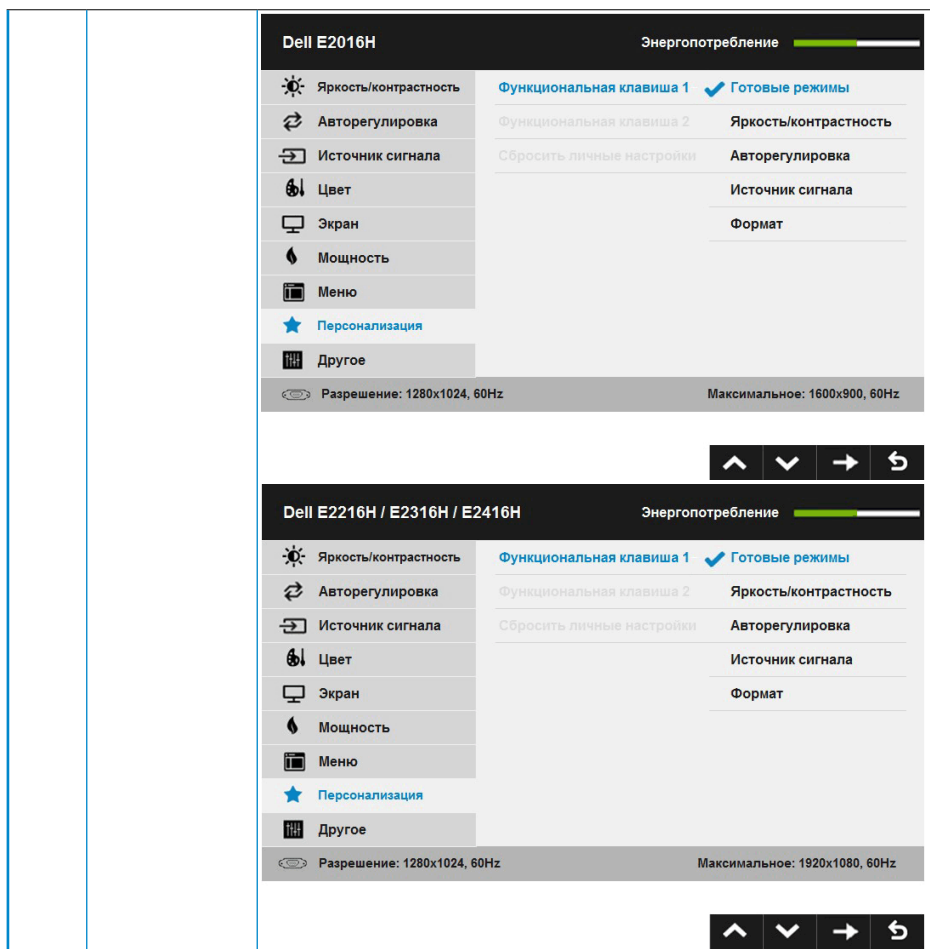 Dell E2016H Энергопотребление
Яркость/контрастность Функциональная клавиша 1 Готовые режимы
Авторегулировка Функциональная клавиша 2 Яркость/контрастность
Источник сигнала Сбросить личные настройки Авторегулировка
Цвет Источник сигнала
Экран Формат
Мощность
Меню
Персонализация
Другое
Разрешение: 1280x1024, 60Hz Максимальное: 1600x900, 60Hz
Dell E2216H / E2316H / E2416H Энергопотребление
Яркость/контрастность Функциональная клавиша 1 Готовые режимы
Авторегулировка Функциональная клавиша 2 Яркость/контрастность
Источник сигнала Сбросить личные настройки Авторегулировка
Цвет Источник сигнала
Экран Формат
Мощность
Меню
Персонализация
Другое
Разрешение: 1280x1024, 60Hz Максимальное: 1920x1080, 60Hz